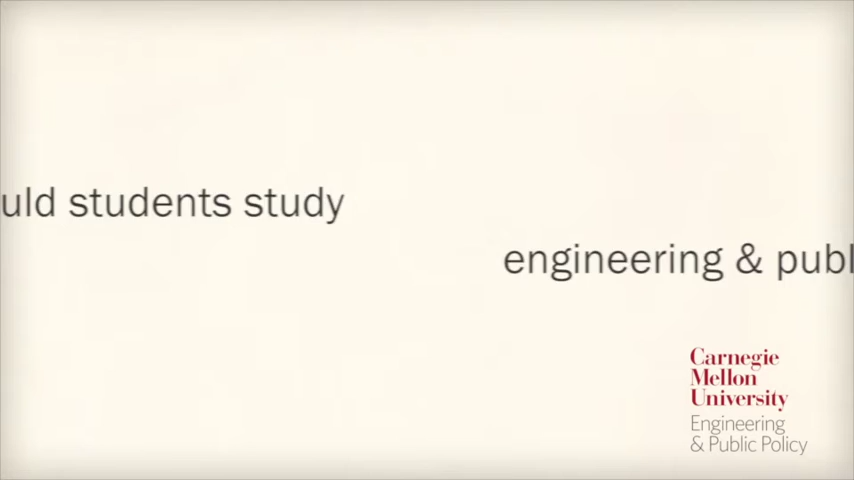 uld students study
engineering & publ
Carnegie
Mellon
University
Engineering
& Public Policy